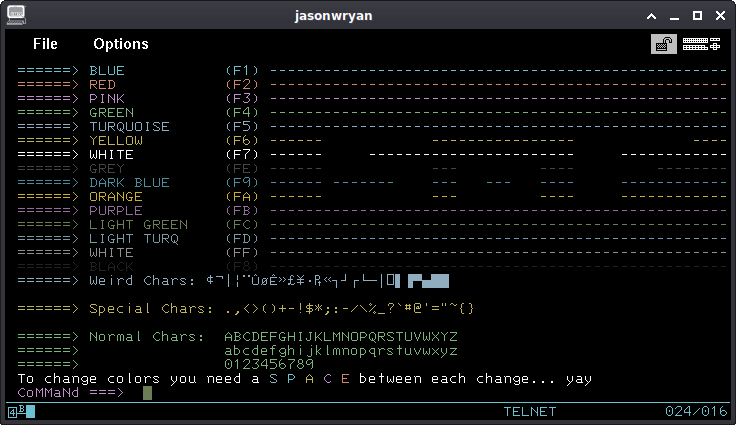 jasonwryan
File Options
======> BLUE (F1) ---------------------------------------------------
======> RED (F2) ---------------------------------------------------
======> PINK (F3) ---------------------------------------------------
======> GREEN (F4) ---------------------------------------------------
======> TURQUOISE (F5) ---------------------------------------------------
======> YELLOW (F6) ------ ---------------- ----
======> WHITE (F7) ------ ---------------- ------------
======> GREY (FE) --- ---
======> DARK BLUE (F9) ------ ------- --- --- ------------
======> ORANGE (FA) ------ --- ----
======> PURPLE (FB) ---------------------------------------------------
======> LIGHT GREEN (FC) ---------------------------------------------------
======> LIGHT TURQ (FD) ---------------------------------------------------
======> WHITE (FF) ---------------------------------------------------
======> BLACK (F8)
======> Weird Chars: ¢¬|¦¨ÛøÊ»£¥·₧«┐┘┌└─│
======> Special Chars: .,<>()+-!$*;:-/\%_?`#@'="~{}
======> Normal Chars: ABCDEFGHIJKLMNOPQRSTUVWXYZ
======> abcdefghijklmnopqrstuvwxyz
======> 0123456789
To change colors you need a S P A C E between each change... yay
CoMMaNd ===>
4B TELNET 024/016